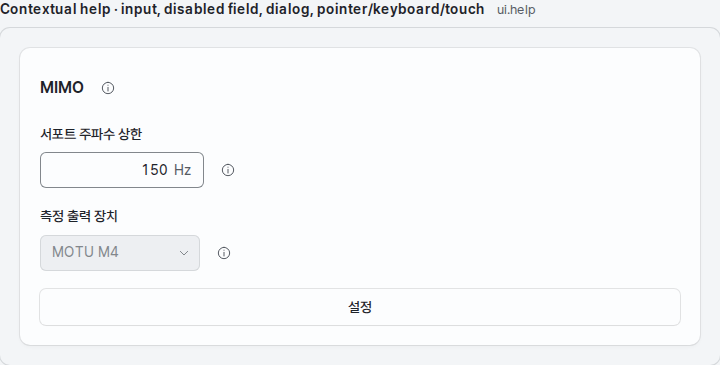 Contextual help · input, disabled field, dialog, pointer/keyboard/touch ui.help
MIMO
서포트 주파수 상한
150 Hz
측정 출력 장치
MOTU M4
설정